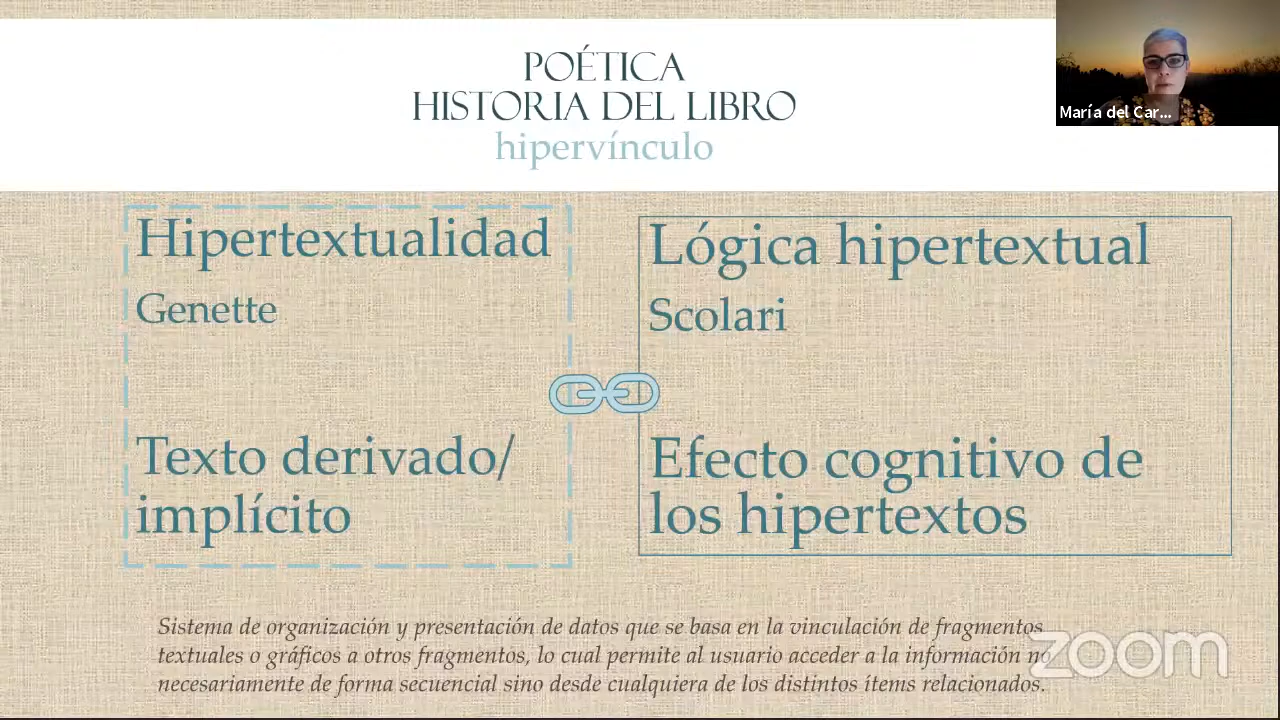 POÉTICA
HISTORIA DEL LIBRO
hipervínculo
María del Car...
Hipertextualidad
Genette
Texto derivado/
implícito
Lógica hipertextual
Scolari
Efecto cognitivo de
los hipertextos
Sistema de organización y presentación de datos que se basa en la vinculación de fragmentos
textuales o gráficos a otros fragmentos, lo cual permite al usuario acceder a la información no
necesariamente de forma secuencial sino desde cualquiera de los distintos ítems relacionados.
zoom